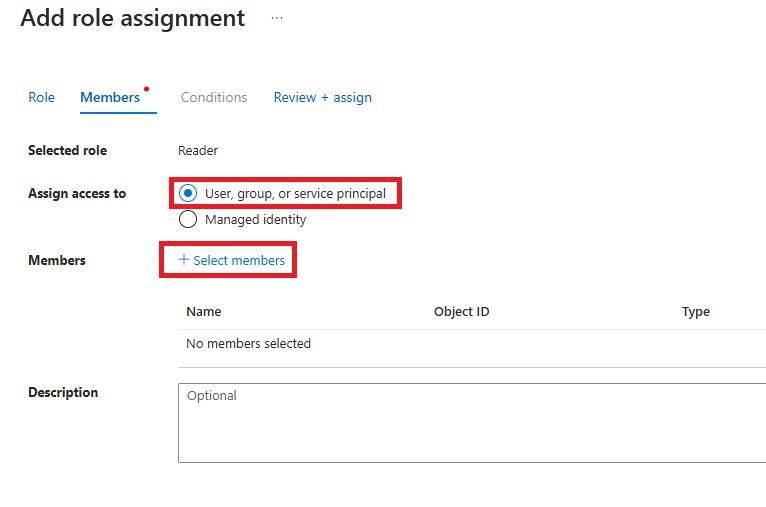 Add role assignment ...
Role Members Conditions Review + assign
Selected role Reader
Assign access to User, group, or service principal
Managed identity
Members + Select members
Name Object ID Type
No members selected
Description Optional